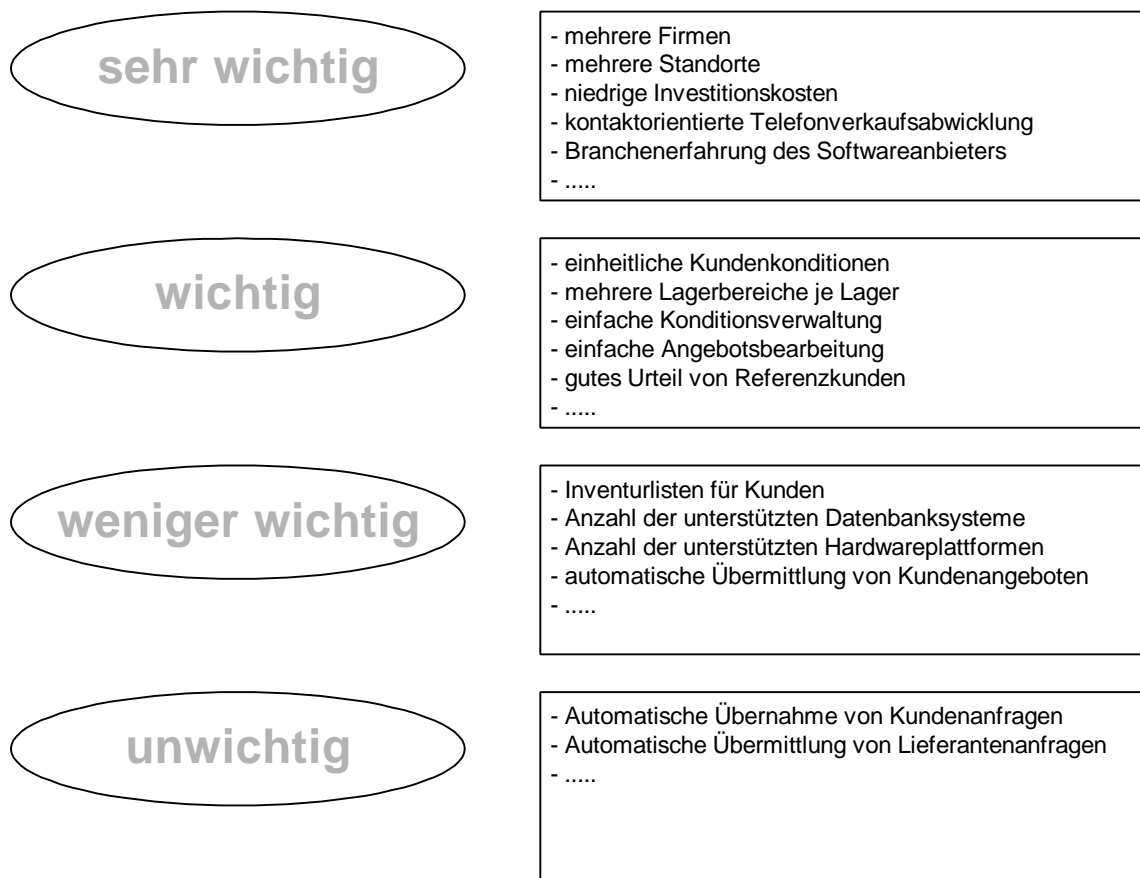 sehr wichtig
- mehrere Firmen
- mehrere Standorte
- niedrige Investitionskosten
- kontaktorientierte Telefonverkaufsabwicklung
- Branchenerfahrung des Softwareanbieters
- .....
wichtig
- einheitliche Kundenkonditionen
- mehrere Lagerbereiche je Lager
- einfache Konditionsverwaltung
- einfache Angebotsbearbeitung
- gutes Urteil von Referenzkunden
- .....
weniger wichtig
- Inventurlisten für Kunden
- Anzahl der unterstützten Datenbanksysteme
- Anzahl der unterstützten Hardwareplattformen
- automatische Übermittlung von Kundenangeboten
- .....
unwichtig
- Automatische Übernahme von Kundenanfragen
- Automatische Übermittlung von Lieferantenanfragen
- .....